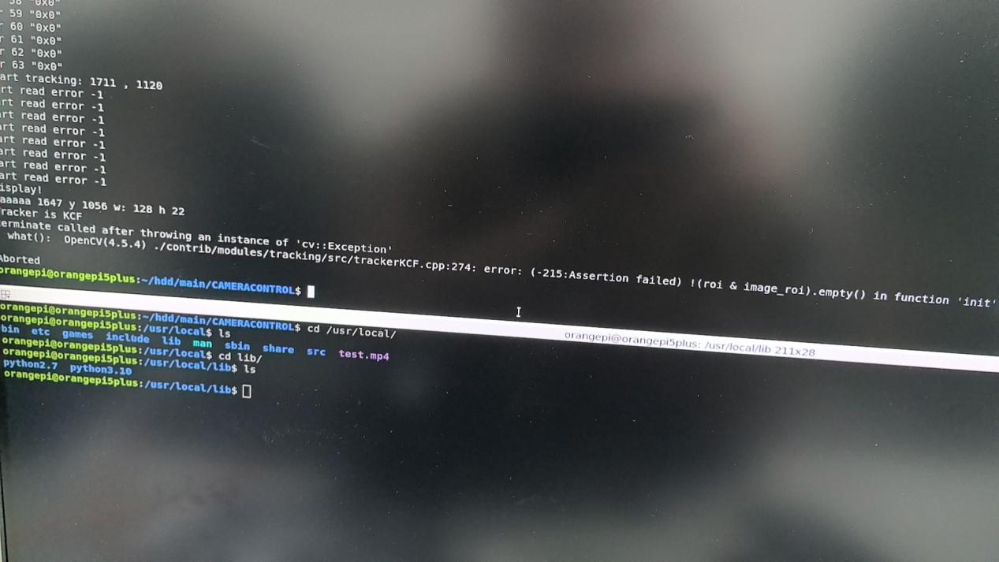 58 "0x0"
r 59 "0x0"
r 60 "0x0"
r 61 "0x0"
r 62 "0x0"
r 63 "0x0"
art tracking: 1711 , 1120
art read error -1
art read error -1
art read error -1
art read error -1
art read error -1
art read error -1
art read error -1
art read error -1
isplay!
aaaaa 1647 y 1056 w: 128 h 22
racker is KCF
erminate called after throwing an instance of 'cv::Exception'
what(): OpenCV(4.5.4) ./contrib/modules/tracking/src/trackerKCF.cpp:274: error: (-215:Assertion failed) !(roi & image_roi).empty() in function 'init'
Aborted
orangepi@orangepi5plus:~/hdd/main/CAMERACONTROL$
orangepi@orangepi5plus: /usr/local/lib 211x28
orangepi@orangepi5plus:~/hdd/main/CAMERACONTROL$ cd /usr/local/
orangepi@orangepi5plus:/usr/local$ ls
bin etc games include lib man sbin share src test.mp4
orangepi@orangepi5plus:/usr/local$ cd lib/
orangepi@orangepi5plus:/usr/local/lib$ ls
python2.7 python3.10
orangepi@orangepi5plus:/usr/local/lib$